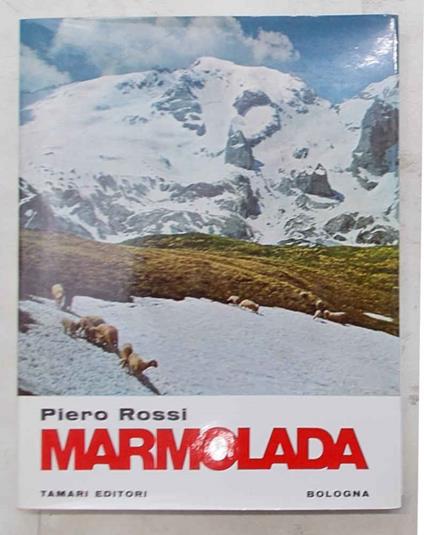 Piero Rossi
MARMOLADA
TAMARI EDITORI BOLOGNA